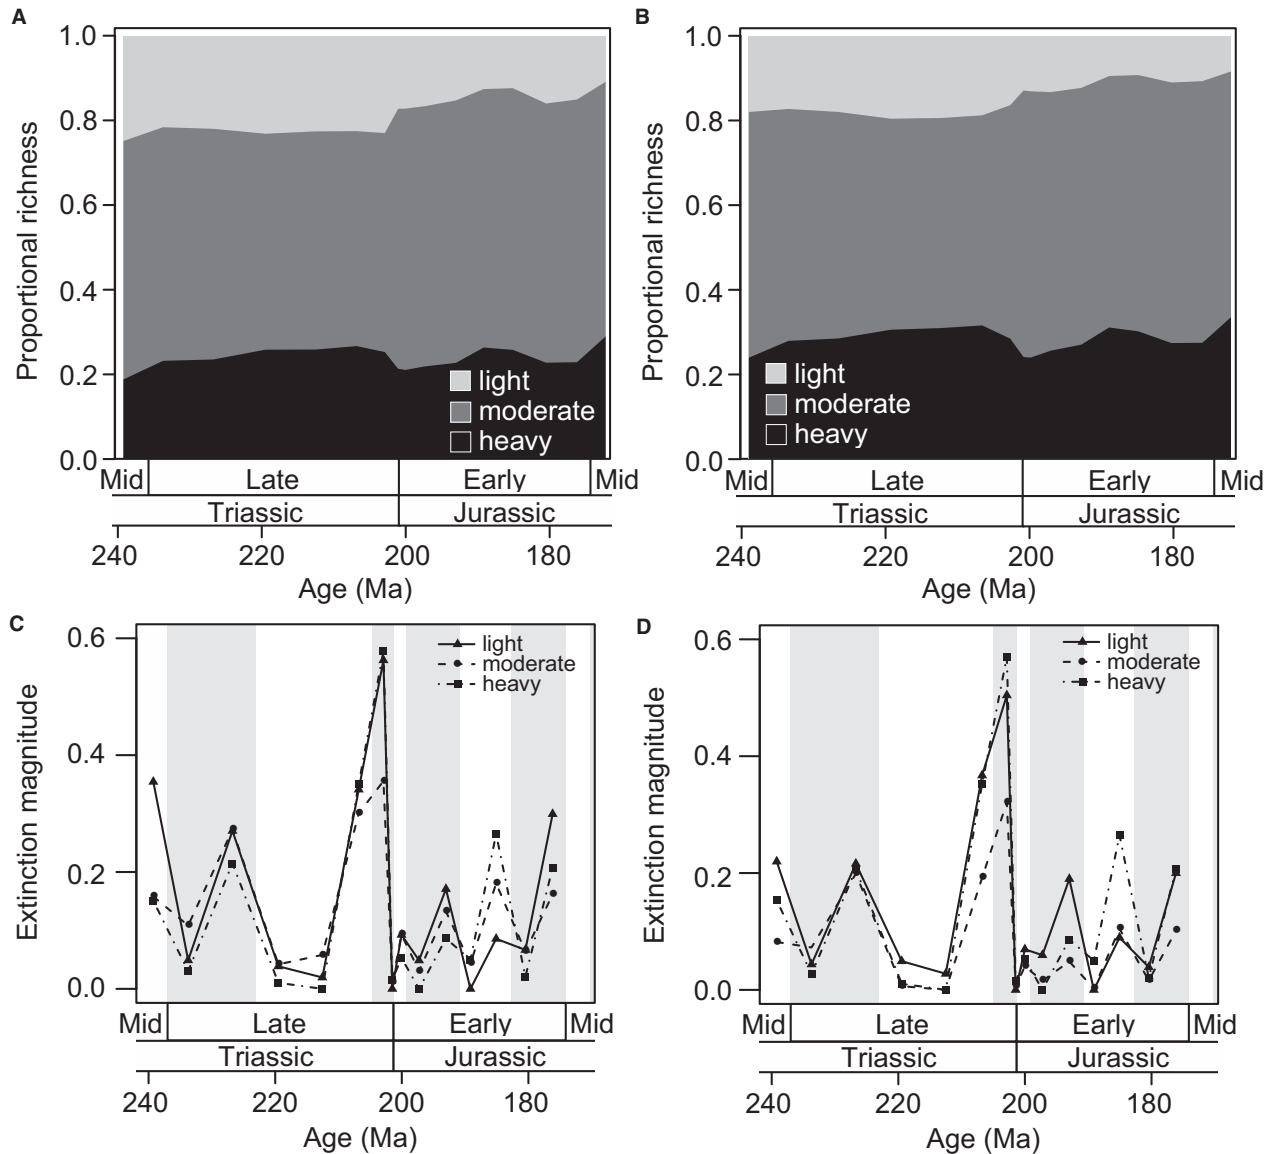 A
Proportional richness
1.0
0.8
0.6
0.4
0.2
0.0
light
moderate
heavy
Mid Late Early Mid
Triassic Jurassic
240 220 200 180
Age (Ma)
B
Proportional richness
1.0
0.8
0.6
0.4
0.2
0.0
light
moderate
heavy
Mid Late Early Mid
Triassic Jurassic
240 220 200 180
Age (Ma)
C
Extinction magnitude
0.6
0.4
0.2
0.0
light
moderate
heavy
Mid Late Early Mid
Triassic Jurassic
240 220 200 180
Age (Ma)
D
Extinction magnitude
0.6
0.4
0.2
0.0
light
moderate
heavy
Mid Late Early Mid
Triassic Jurassic
240 220 200 180
Age (Ma)